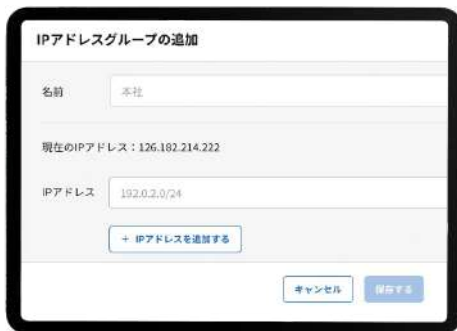 IPアドレスグループの追加
名前
本社
現在のIPアドレス：126.182.214.222
IPアドレス
192.0.2.0/24
+ IPアドレスを追加する
キャンセル
保存する